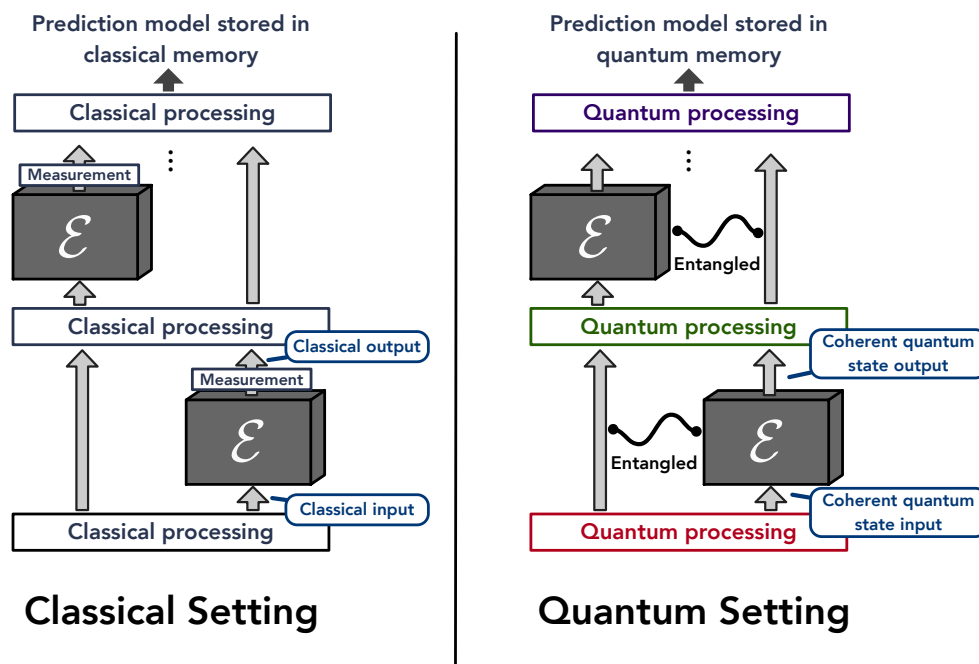 Prediction model stored in
classical memory
Classical processing
Measurement
ℰ
Classical processing
Classical output
Measurement
ℰ
Classical input
Classical processing
Classical Setting
Prediction model stored in
quantum memory
Quantum processing
ℰ
Entangled
Quantum processing
Coherent quantum
state output
ℰ
Entangled
Coherent quantum
state input
Quantum processing
Quantum Setting